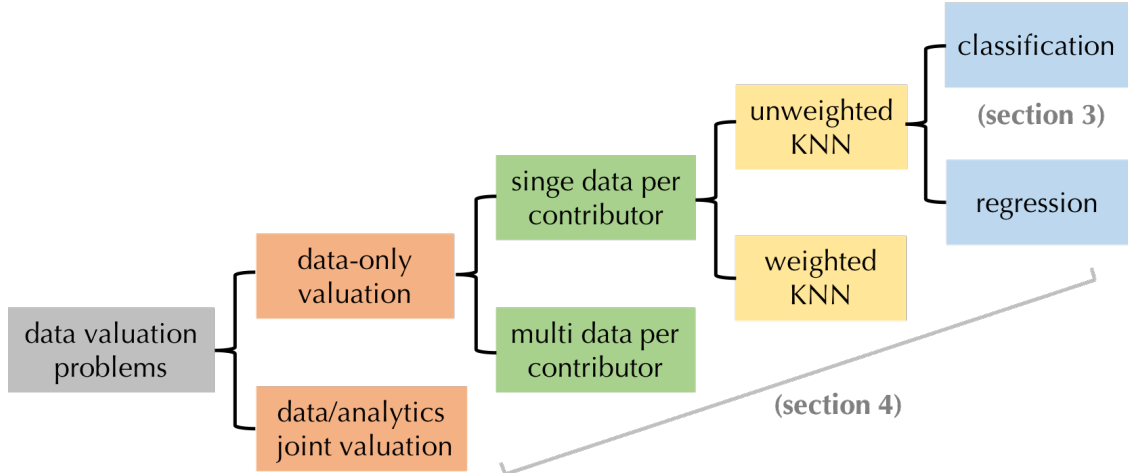 data valuation
problems
data-only
valuation
data/analytics
joint valuation
singe data per
contributor
multi data per
contributor
unweighted
KNN
weighted
KNN
classification
(section 3)
regression
(section 4)